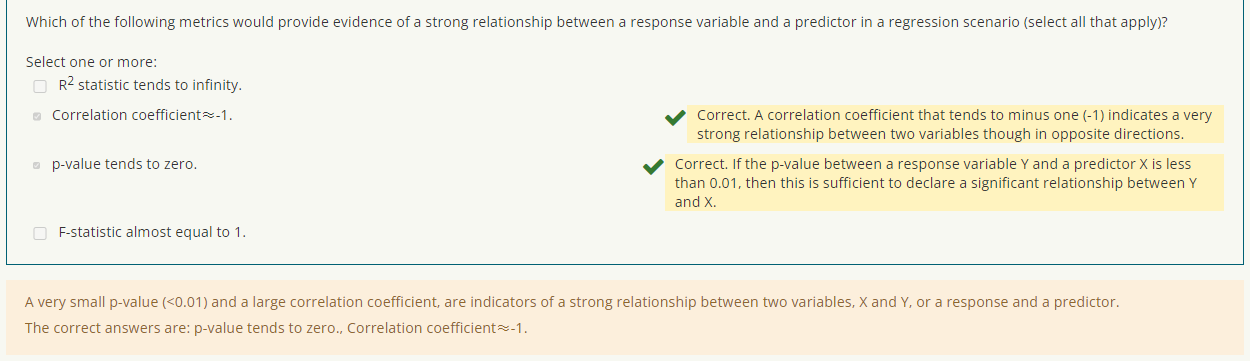 Which of the following metrics would provide evidence of a strong relationship between a response variable and a predictor in a regression scenario (select all that apply)?
Select one or more:
R² statistic tends to infinity.
Correlation coefficient≈-1.
Correct. A correlation coefficient that tends to minus one (-1) indicates a very
strong relationship between two variables though in opposite directions.
p-value tends to zero.
Correct. If the p-value between a response variable Y and a predictor X is less
than 0.01, then this is sufficient to declare a significant relationship between Y
and X.
F-statistic almost equal to 1.
A very small p-value (<0.01) and a large correlation coefficient, are indicators of a strong relationship between two variables, X and Y, or a response and a predictor.
The correct answers are: p-value tends to zero., Correlation coefficient≈-1.